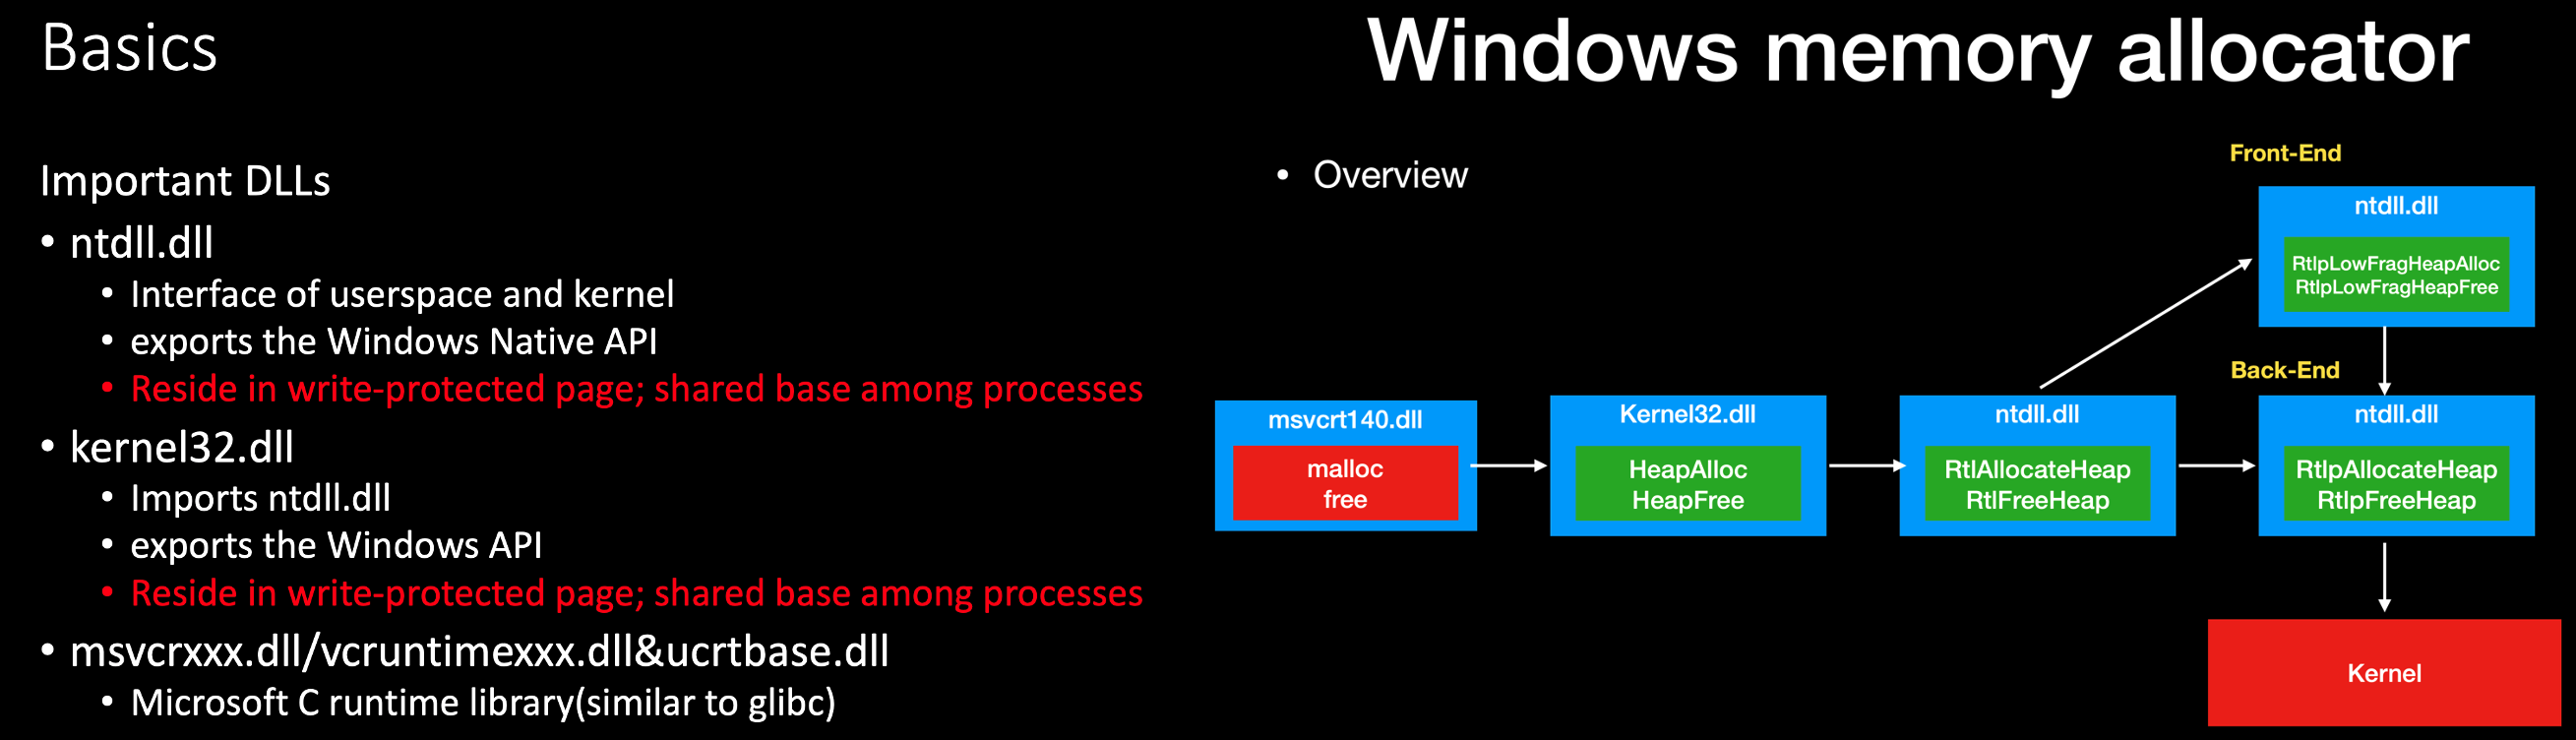 Basics
Important DLLs
• ntdll.dll
• Interface of userspace and kernel
• exports the Windows Native API
• Reside in write-protected page; shared base among processes
• kernel32.dll
• Imports ntdll.dll
• exports the Windows API
• Reside in write-protected page; shared base among processes
• msvcrxxx.dll/vcruntimexxx.dll&ucrtbase.dll
• Microsoft C runtime library(similar to glibc)
Windows memory allocator
• Overview
Front-End
ntdll.dll
RtlpLowFragHeapAlloc
RtlpLowFragHeapFree
Back-End
msvcrt140.dll
malloc
free
Kernel32.dll
HeapAlloc
HeapFree
ntdll.dll
RtlAllocateHeap
RtlFreeHeap
ntdll.dll
RtlpAllocateHeap
RtlpFreeHeap
Kernel